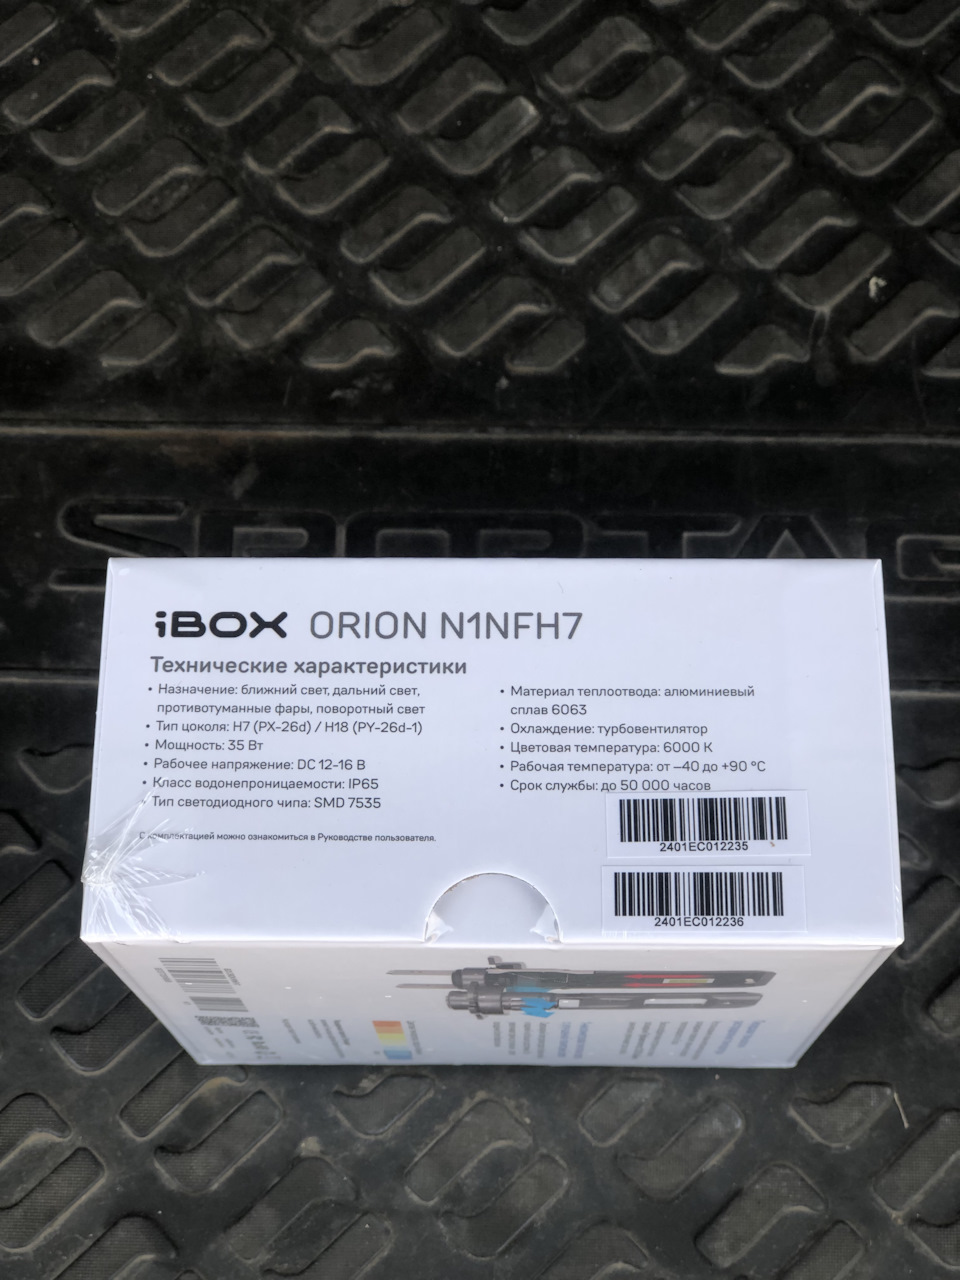 SPORTAG
iBOX ORION N1NFH7
Технические характеристики
• Назначение: ближний свет, дальний свет,
противотуманные фары, поворотный свет
• Тип цоколя: H7 (PX-26d) / H18 (PY-26d-1)
• Мощность: 35 Вт
• Рабочее напряжение: DC 12-16 В
• Класс водонепроницаемости: IP65
• Тип светодиодного чипа: SMD 7535
С комплектацией можно ознакомиться в Руководстве пользователя.
• Материал теплоотвода: алюминиевый
сплав 6063
• Охлаждение: турбовентилятор
• Цветовая температура: 6000 К
• Рабочая температура: от –40 до +90 °С
• Срок службы: до 50 000 часов
2401EC012235
2401EC012236